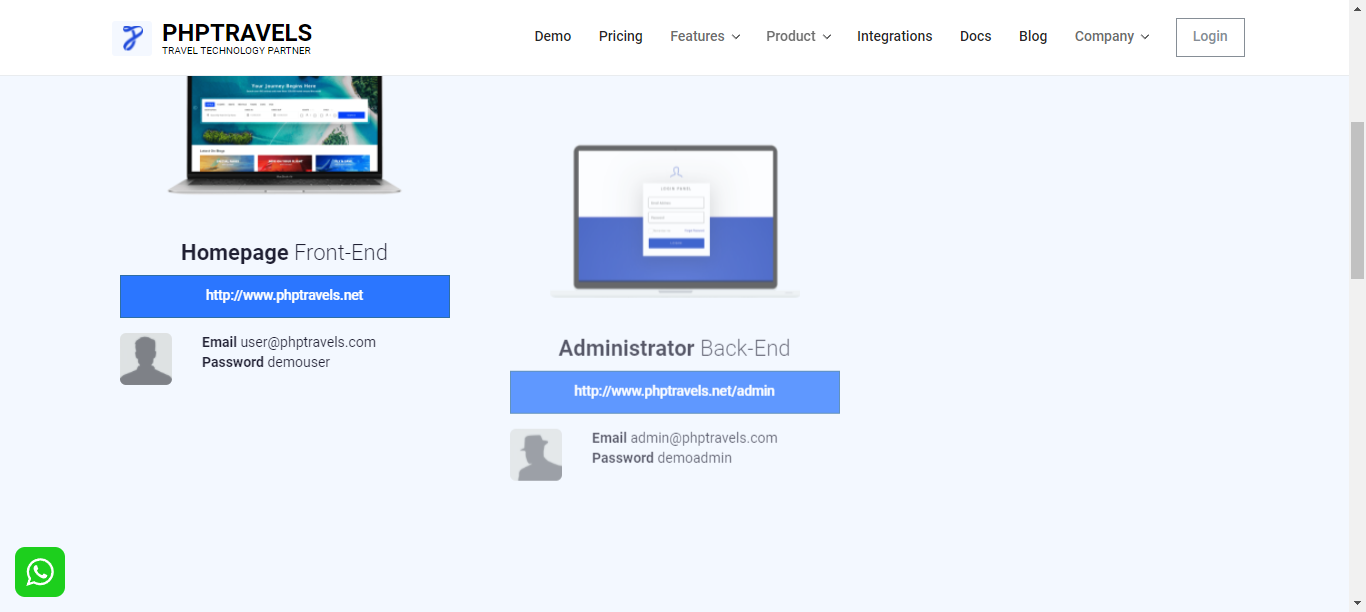 PHPTRAVELS
TRAVEL TECHNOLOGY PARTNER
Demo Pricing Features Product Integrations Docs Blog Company Login
Your Journey Begins Here
LOGIN PANEL
Homepage Front-End
http://www.phptravels.net
Email user@phptravels.com
Password demouser
Administrator Back-End
http://www.phptravels.net/admin
Email admin@phptravels.com
Password demoadmin